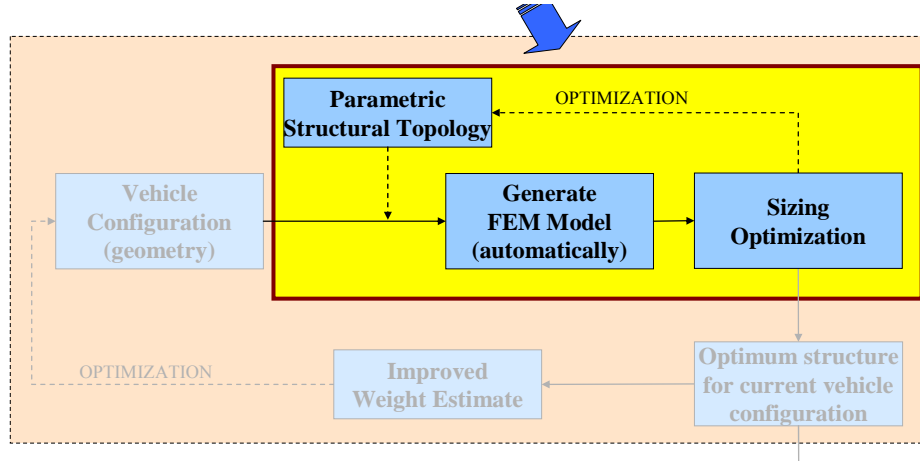 Parametric
Structural Topology
OPTIMIZATION
Vehicle
Configuration
(geometry)
Generate
FEM Model
(automatically)
Sizing
Optimization
OPTIMIZATION
Improved
Weight Estimate
Optimum structure
for current vehicle
configuration